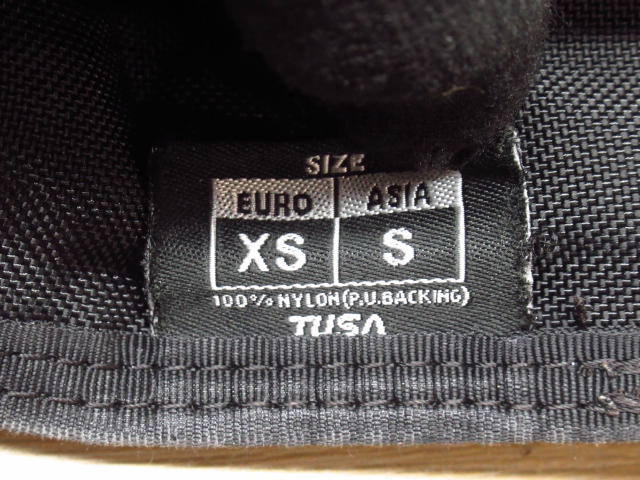 SIZE
EURO ASIA
XS S
100% NYLON (P.U.BACKING)
TUSA